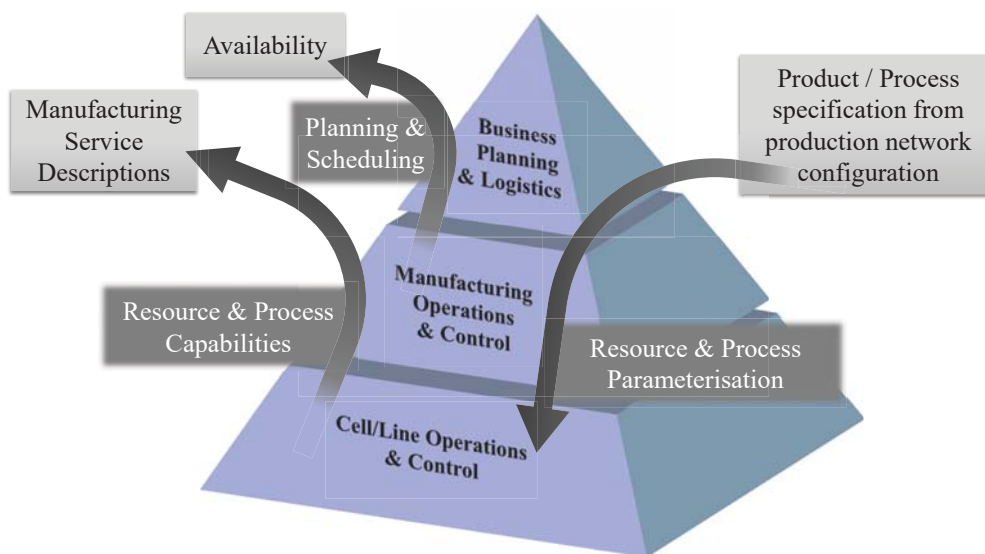 Availability
Manufacturing
Service
Descriptions
Planning &
Scheduling
Business
Planning
& Logistics
Product / Process
specification from
production network
configuration
Resource & Process
Capabilities
Manufacturing
Operations
& Control
Resource & Process
Parameterisation
Cell/Line Operations
& Control